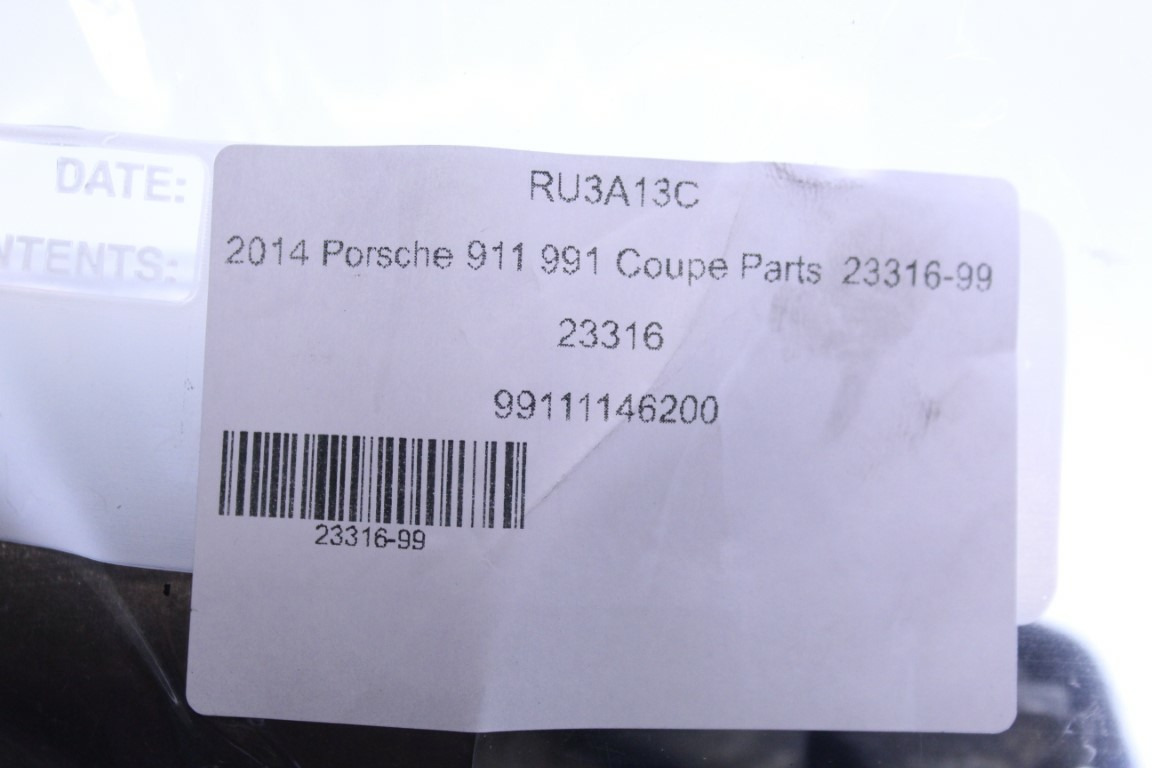 DATE:
NTENTS:
RU3A13C
2014 Porsche 911 991 Coupe Parts 23316-99
23316
99111146200
23316-99